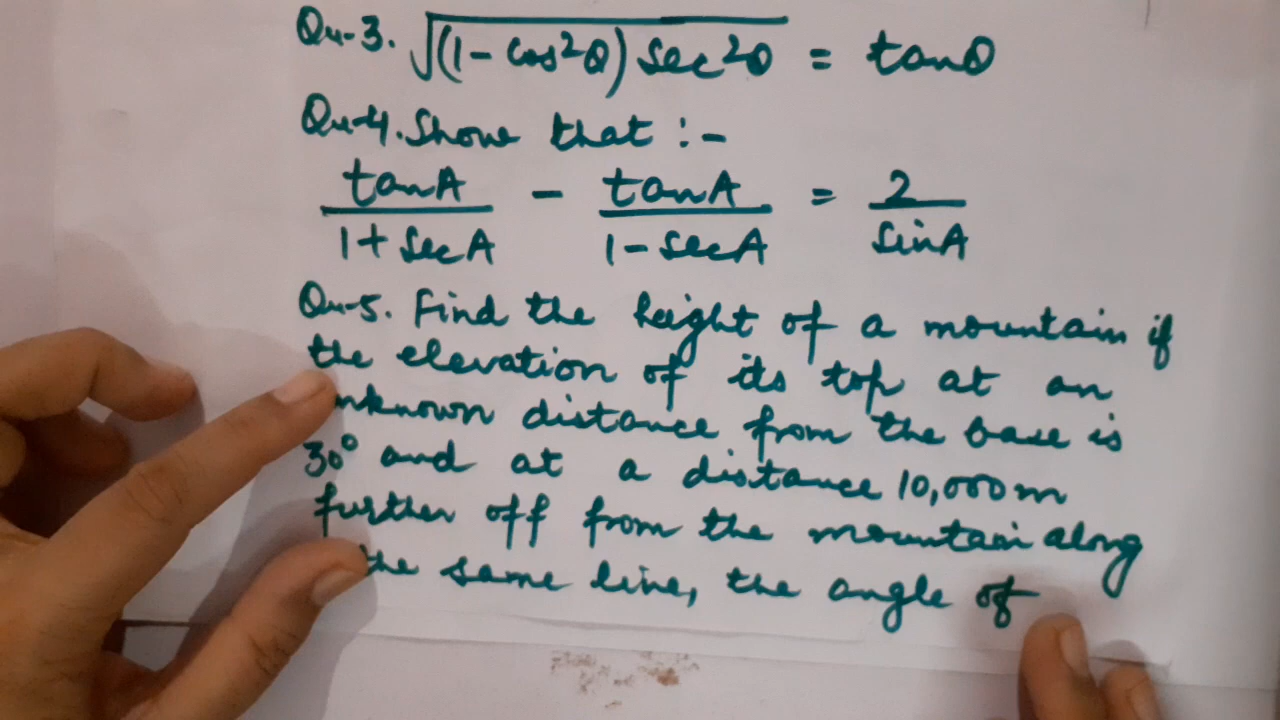 Qu-3. √(1-cos²θ) sec²θ = tanθ
Qu-4. Show that :-
tanA/1+secA - tanA/1-secA = 2/sinA
Qu-5. Find the height of a mountain if
the elevation of its top at an
nknown distance from the base is
30° and at a distance 10,000m
further off from the mountain along
the same line, the angle of